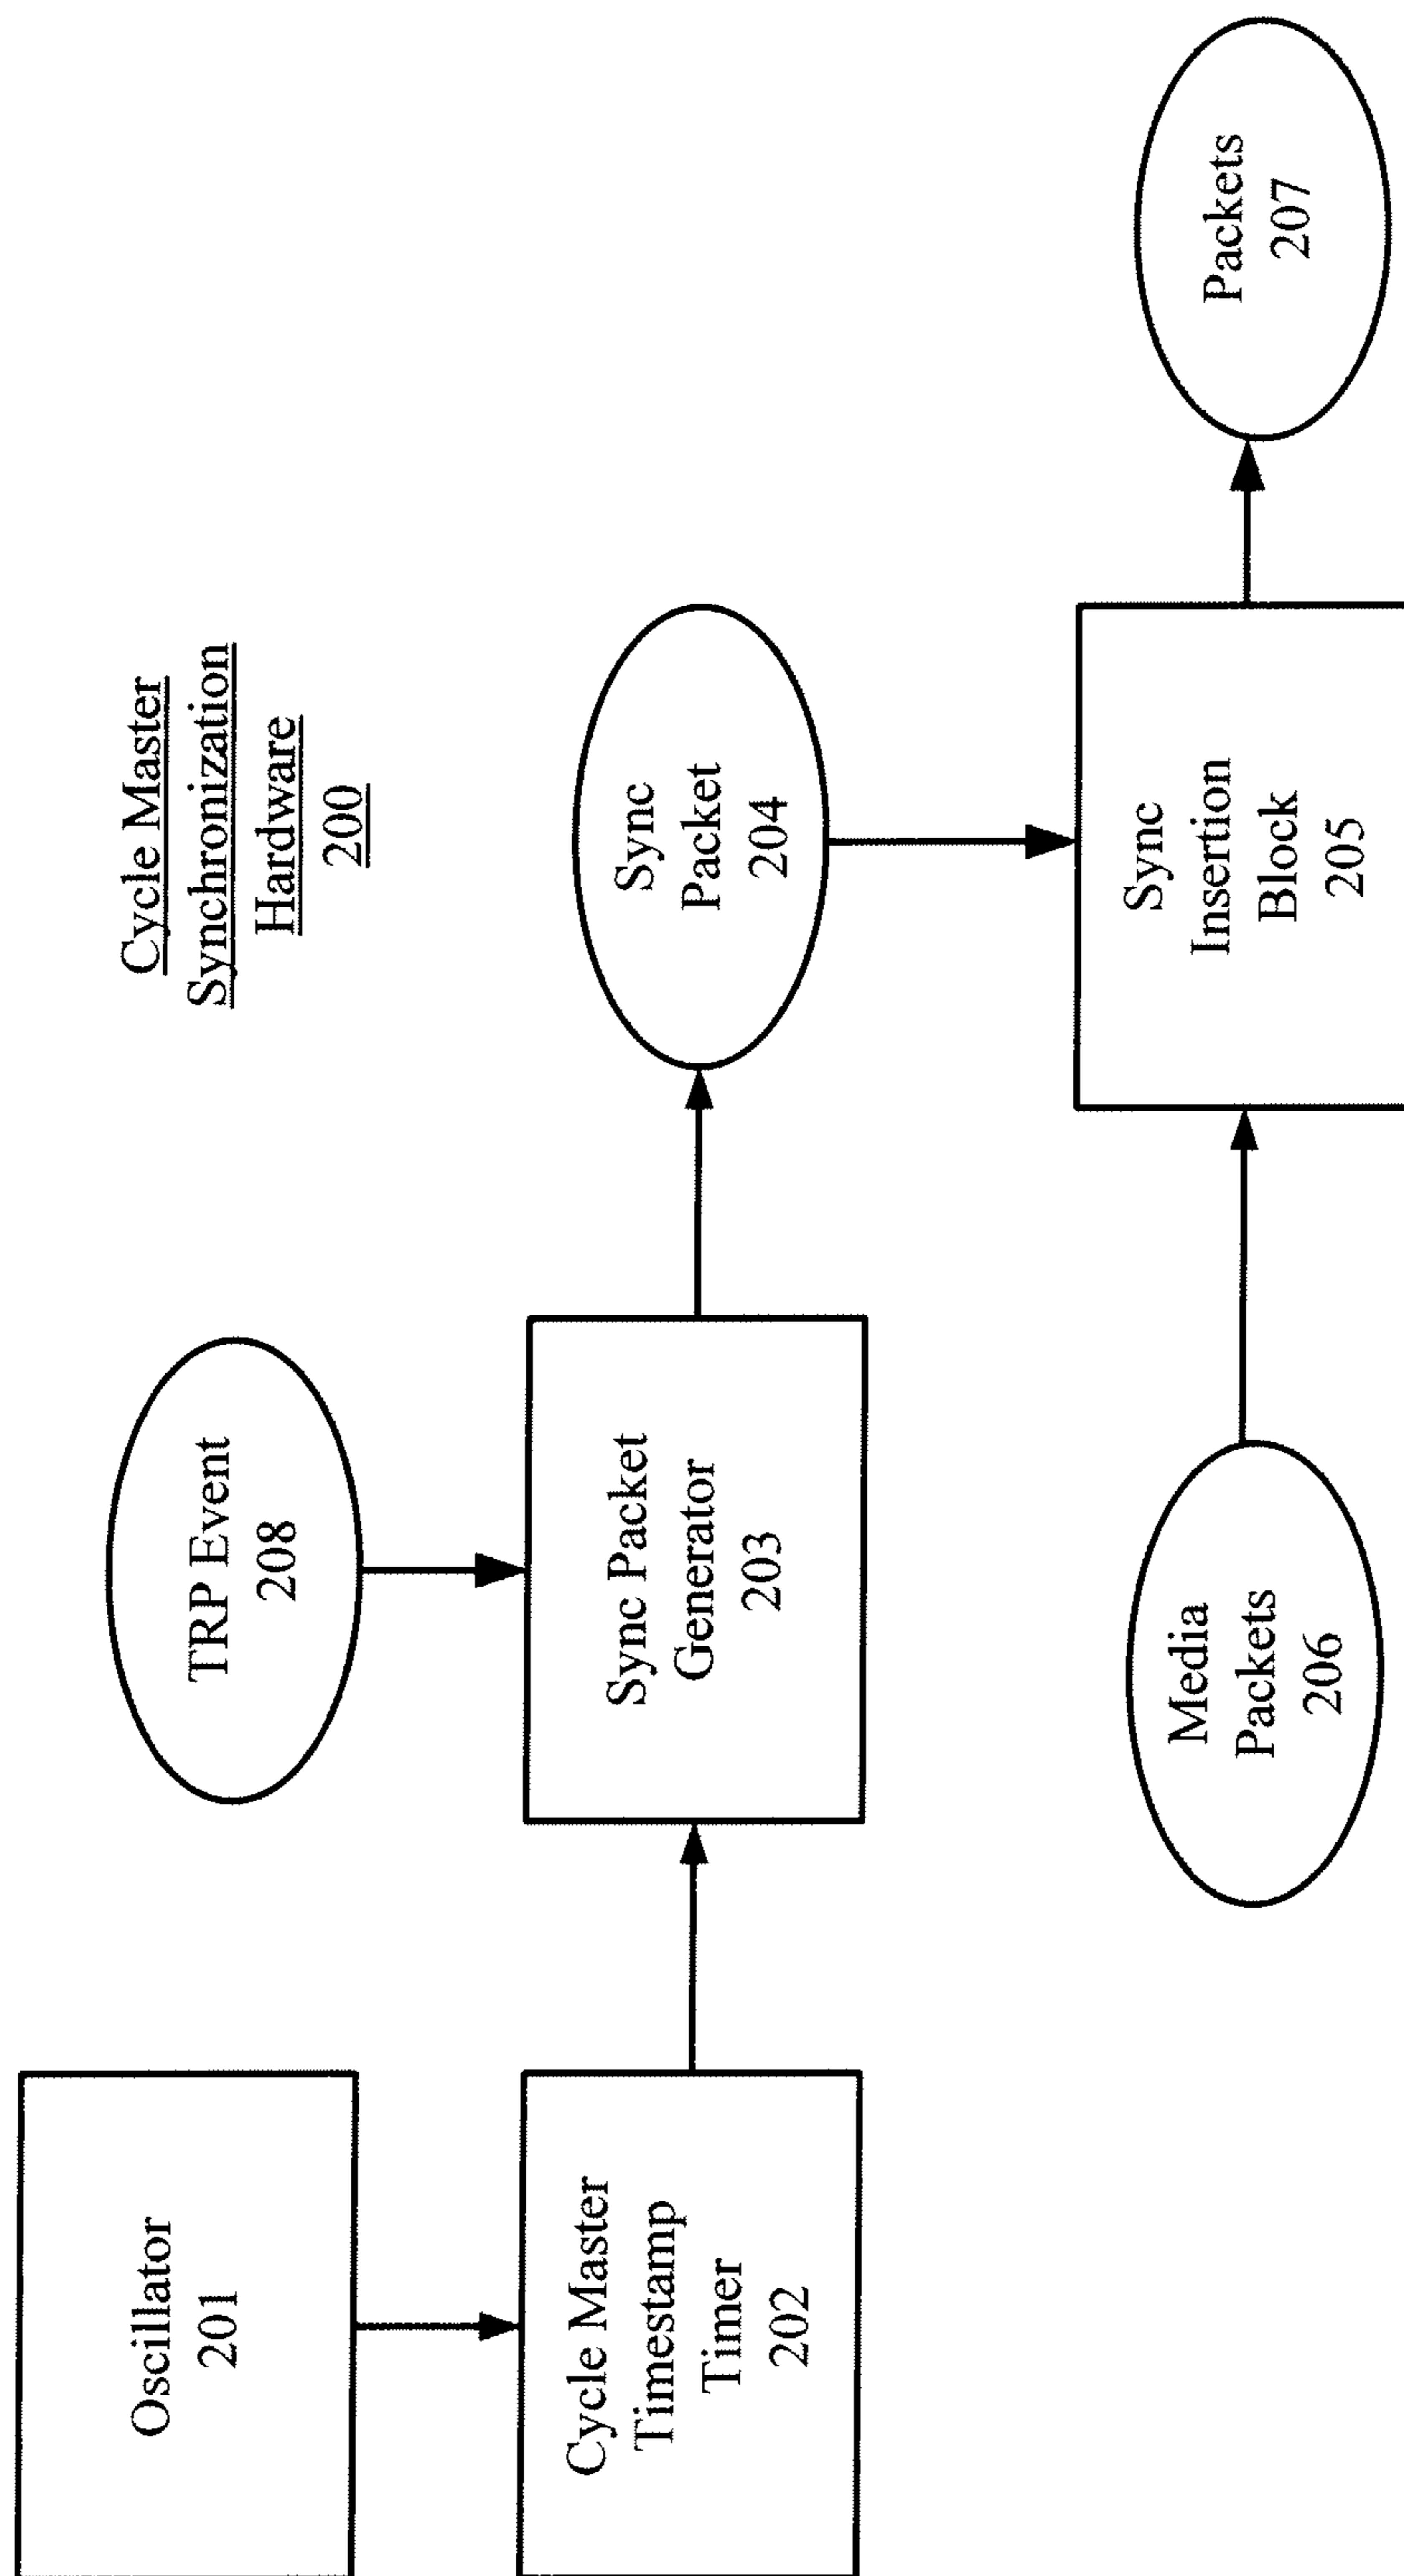 Cycle Master
Synchronization
Hardware
200
Oscillator
201
Cycle Master
Timestamp
Timer
202
TRP Event
208
Sync Packet
Generator
203
Sync
Packet
204
Media
Packets
206
Sync
Insertion
Block
205
Packets
207